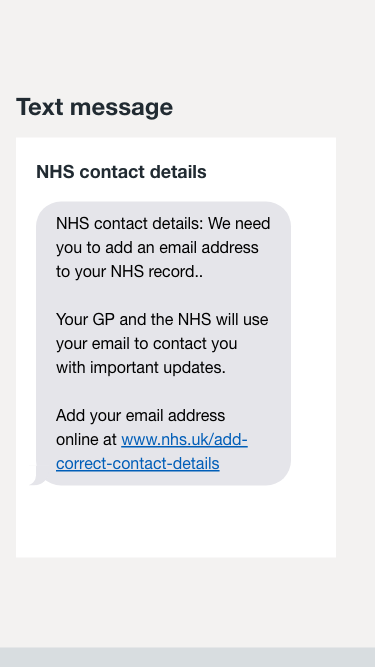 Text message
NHS contact details
NHS contact details: We need
you to add an email address
to your NHS record..
Your GP and the NHS will use
your email to contact you
with important updates.
Add your email address
online at www.nhs.uk/add-
correct-contact-details